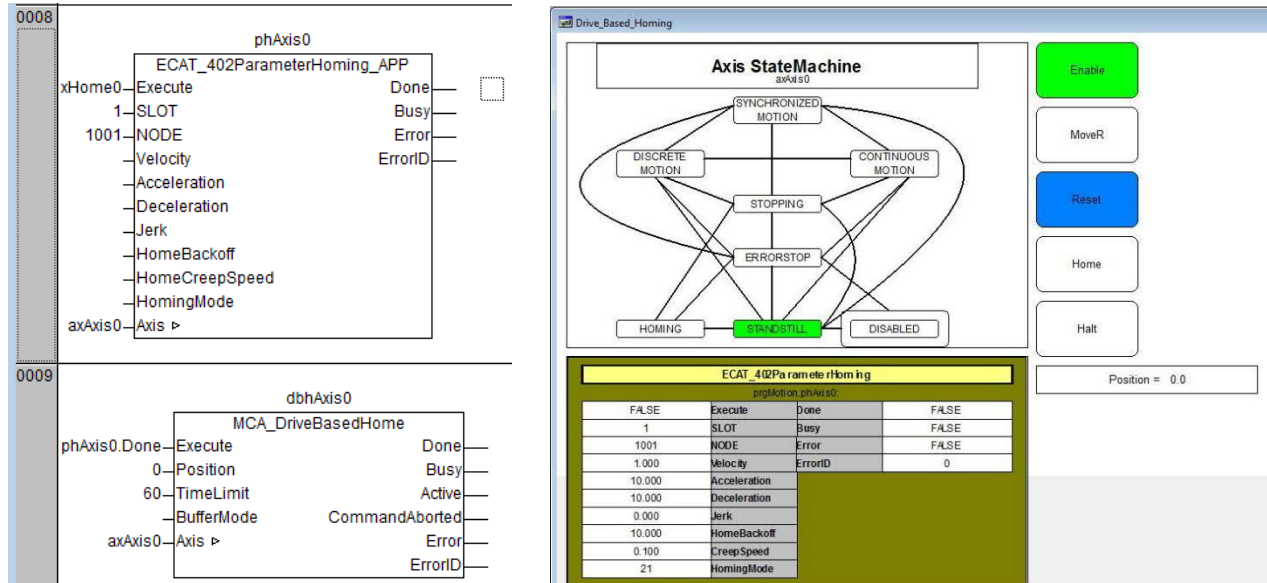 0008
phAxis0
ECAT_402ParameterHoming_APP
xHome0 Execute Done
1 SLOT Busy
1001 NODE Error
Velocity ErrorID
Acceleration
Deceleration
Jerk
HomeBackoff
HomeCreepSpeed
HomingMode
axAxis0 Axis
0009
dbhAxis0
MCA_DriveBasedHome
phAxis0.Done Execute Done
0 Position Busy
60 TimeLimit Active
BufferMode CommandAborted
axAxis0 Axis Error
ErrorID
Drive_Based_Homing
Axis StateMachine
axAxis0
SYNCHRONIZED
MOTION
DISCRETE
MOTION
CONTINUOUS
MOTION
STOPPING
ERRORSTOP
HOMING
STANDSTILL
DISABLED
Enable
MoveR
Reset
Home
Halt
Position = 0.0
ECAT_402ParameterHoming
prgMotion.phAxis0:
FALSE Execute Done FALSE
1 SLOT Busy FALSE
1001 NODE Error FALSE
1.000 Velocity ErrorID 0
10.000 Acceleration
10.000 Deceleration
0.000 Jerk
10.000 HomeBackoff
0.100 CreepSpeed
21 HomingMode